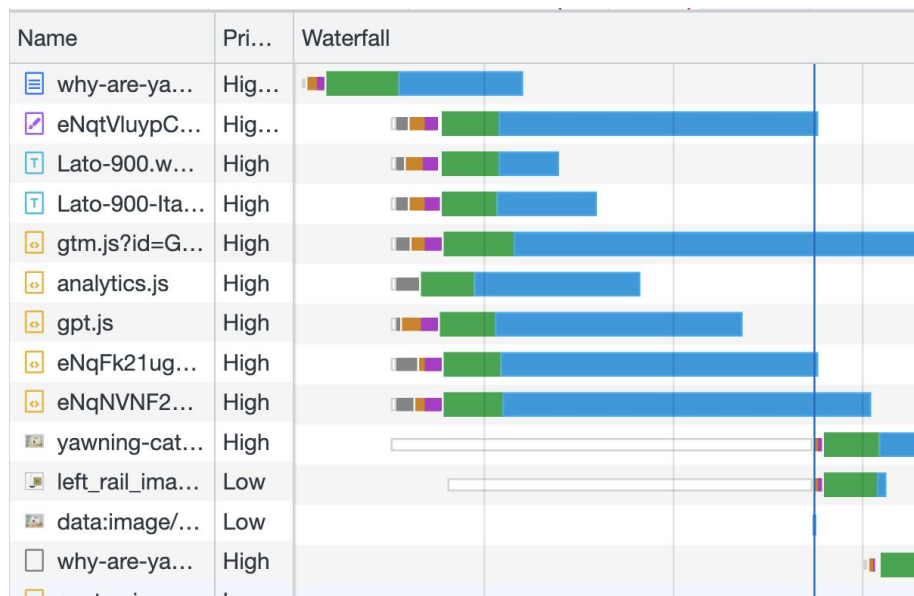 Name Pri… Waterfall
why-are-ya… Hig…
eNqtVluypC… Hig…
Lato-900.w… High
Lato-900-Ita… High
gtm.js?id=G… High
analytics.js High
gpt.js High
eNqFk21ug… High
eNqNVNF2… High
yawning-cat… High
left_rail_ima… Low
data:image/… Low
why-are-ya… High